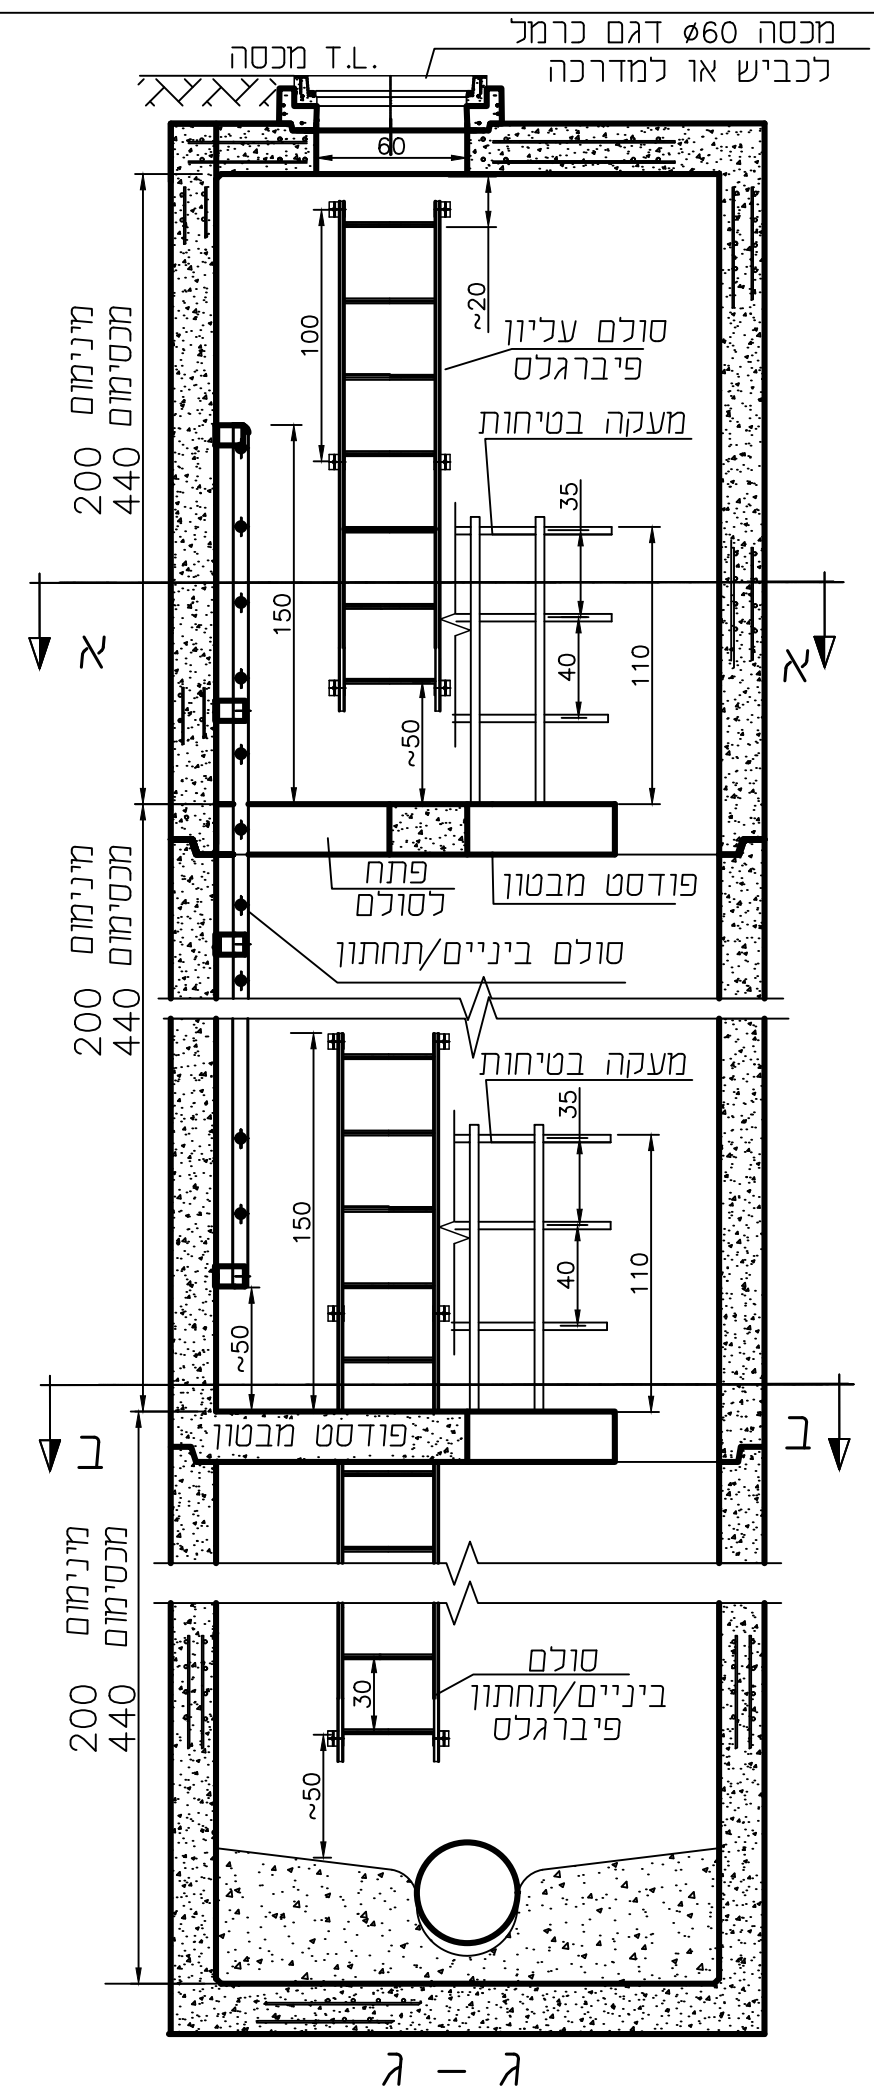 מכסה ø60 דגם כרמל
לכביש או למדרכה
מכסה T.L.
60
~20
100
סולם עליון
פיברגלס
מעקה בטיחות
35
מינימום 200
מכסימום 440
150
40
110
א
א
~50
פתח
לסולם
פודסט מבטון
מינימום 200
מכסימום 440
סולם ביניים/תחתון
מעקה בטיחות
35
150
40
110
~50
ב
ב
פודסט מבטון
מינימום 200
מכסימום 440
סולם
ביניים/תחתון
פיברגלס
30
~50
ג - ג